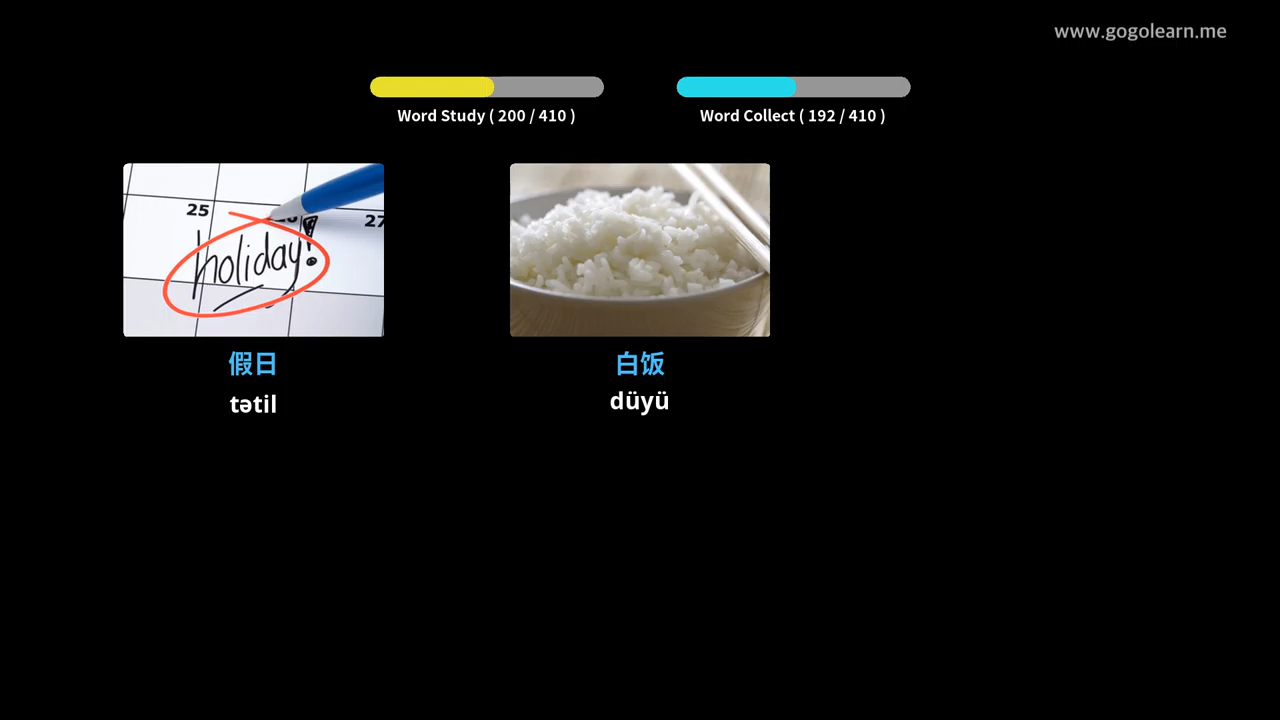 www.gogolearn.me
Word Study ( 200 / 410 )
Word Collect ( 192 / 410 )
25
27
holiday!
假日
tətil
白饭
düyü